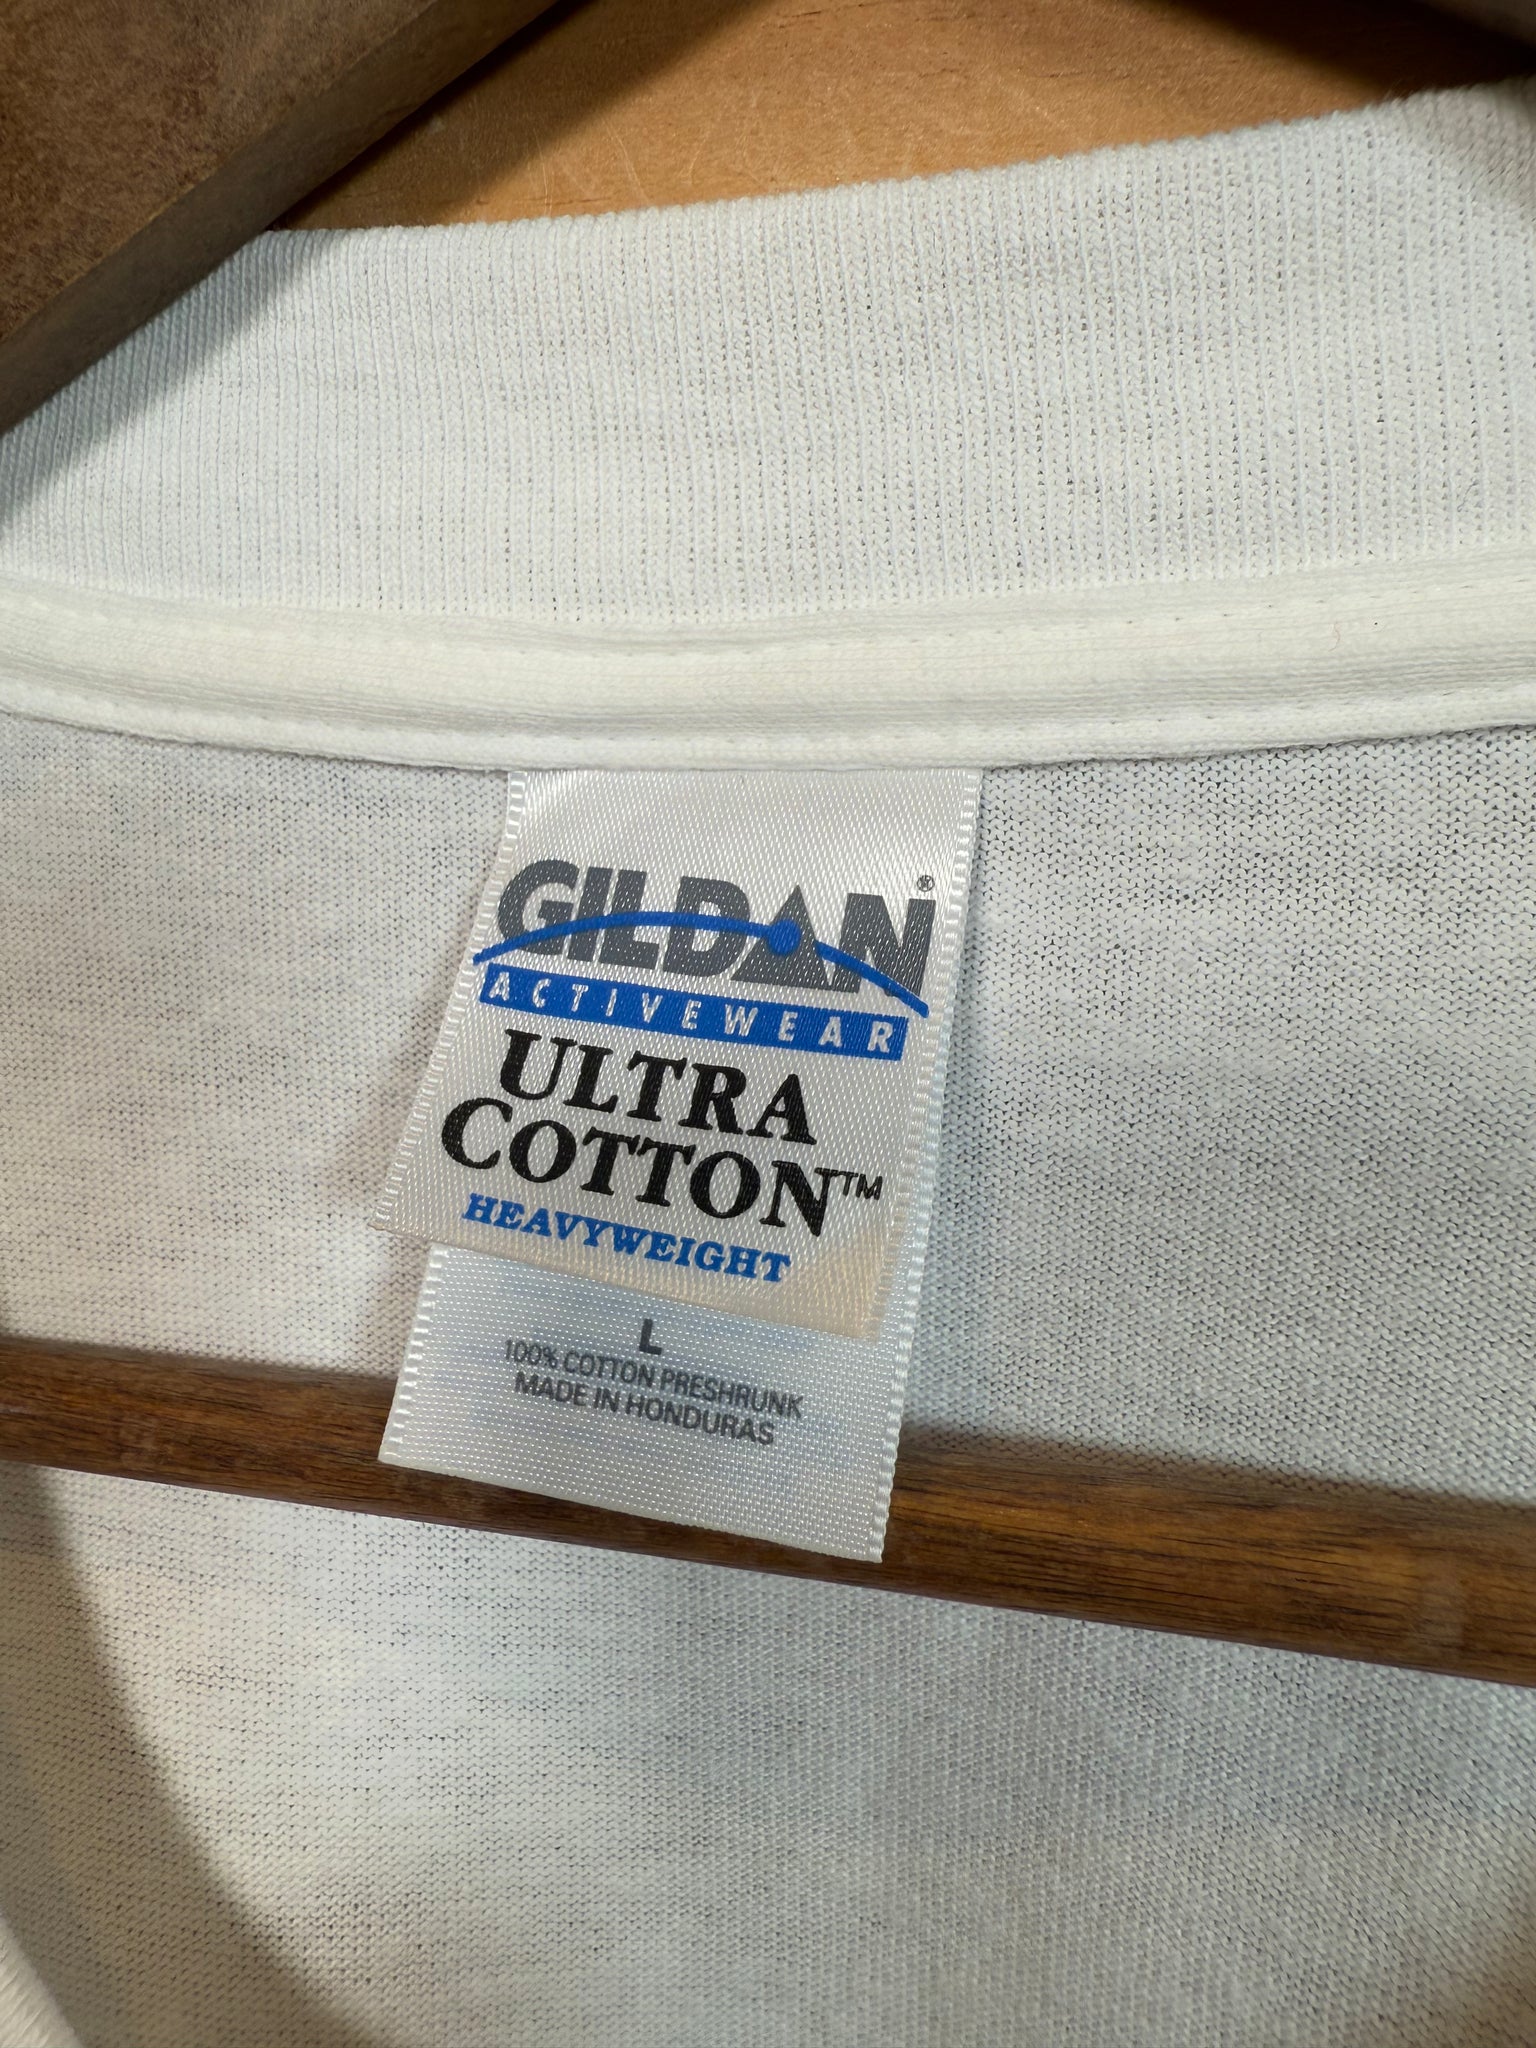 GILDAN®
ACTIVEWEAR
ULTRA
COTTON™
HEAVYWEIGHT
L
100% COTTON PRESHRUNK
MADE IN HONDURAS